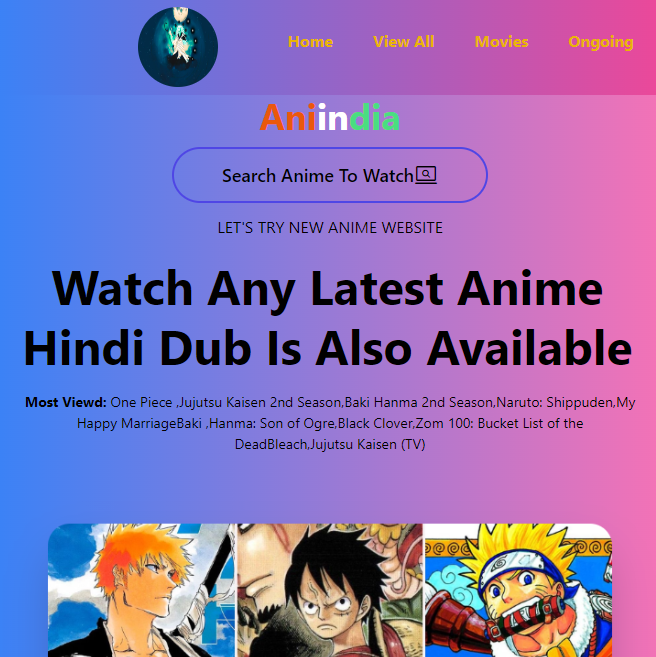 Home View All Movies Ongoing
Aniindia
Search Anime To Watch
LET'S TRY NEW ANIME WEBSITE
Watch Any Latest Anime
Hindi Dub Is Also Available
Most Viewd: One Piece ,Jujutsu Kaisen 2nd Season,Baki Hanma 2nd Season,Naruto: Shippuden,My
Happy MarriageBaki ,Hanma: Son of Ogre,Black Clover,Zom 100: Bucket List of the
DeadBleach,Jujutsu Kaisen (TV)